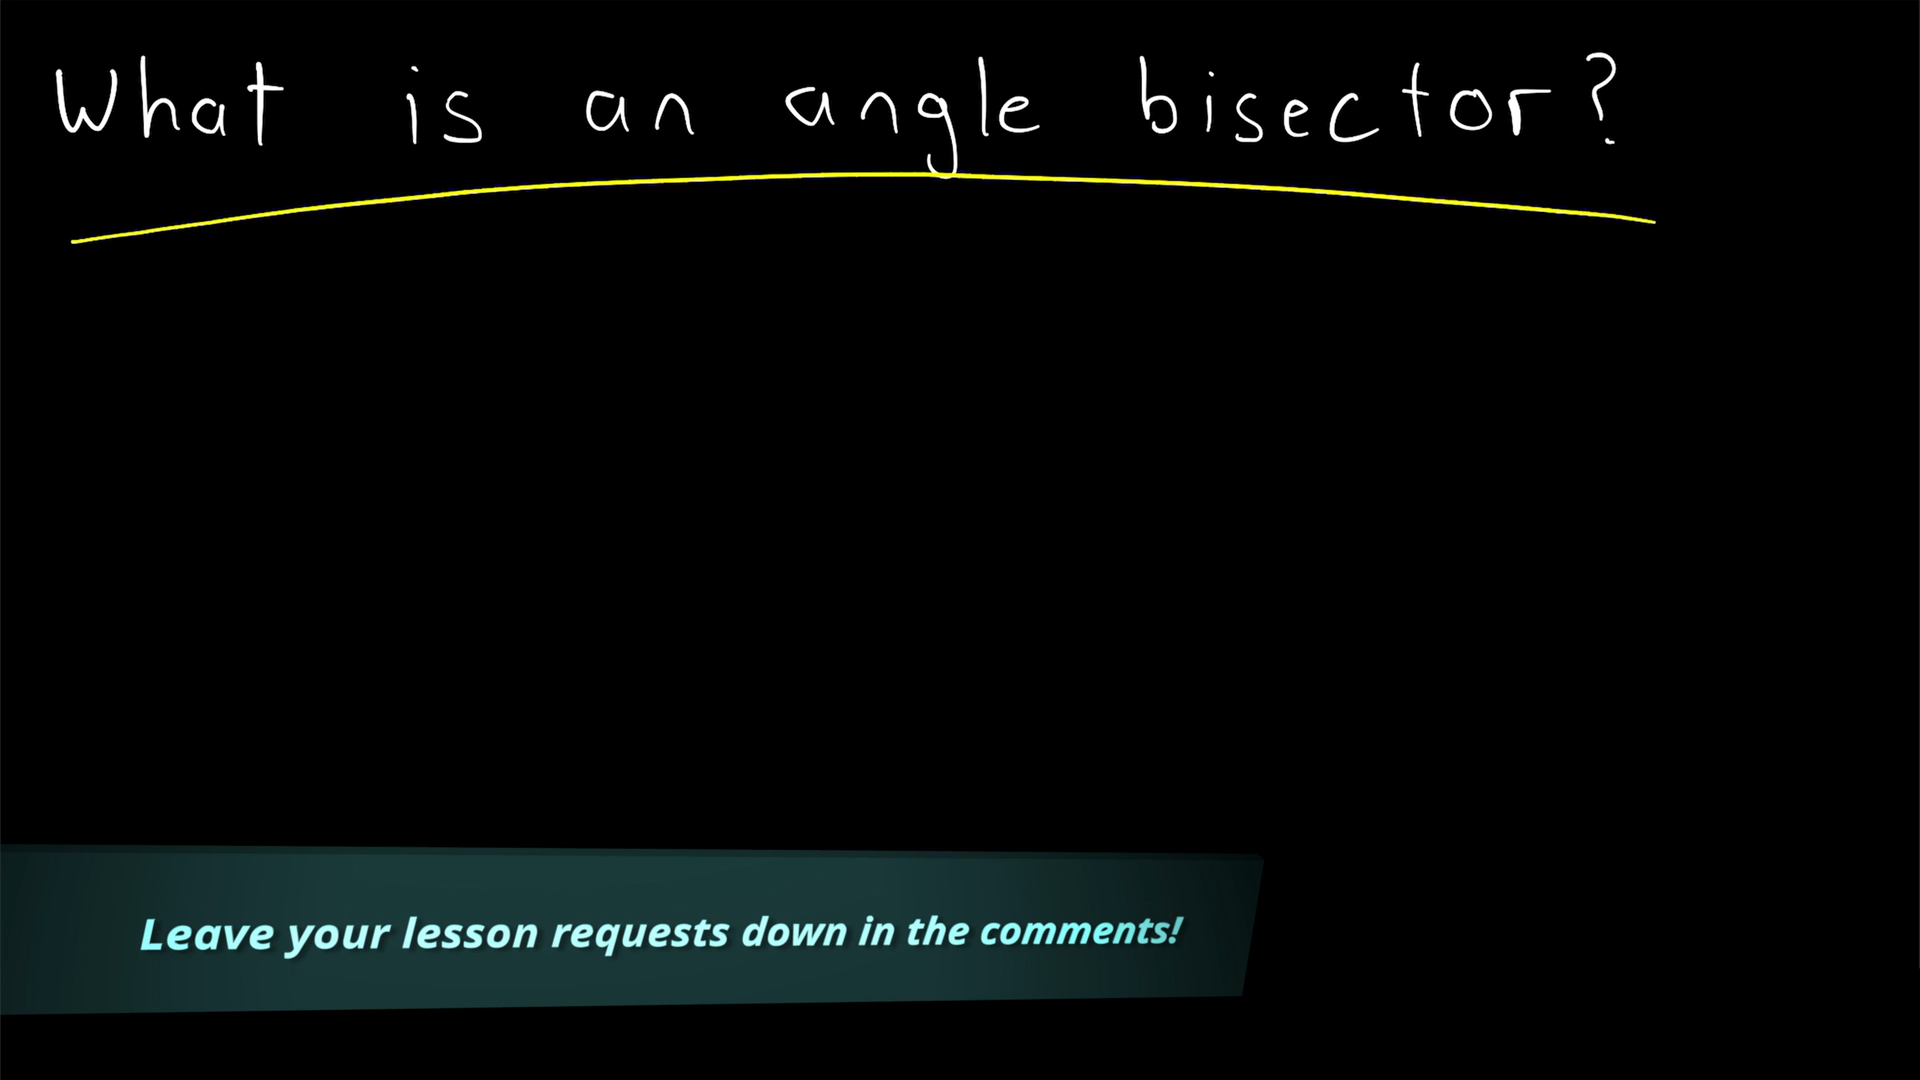 What is an angle bisector?
Leave your lesson requests down in the comments!